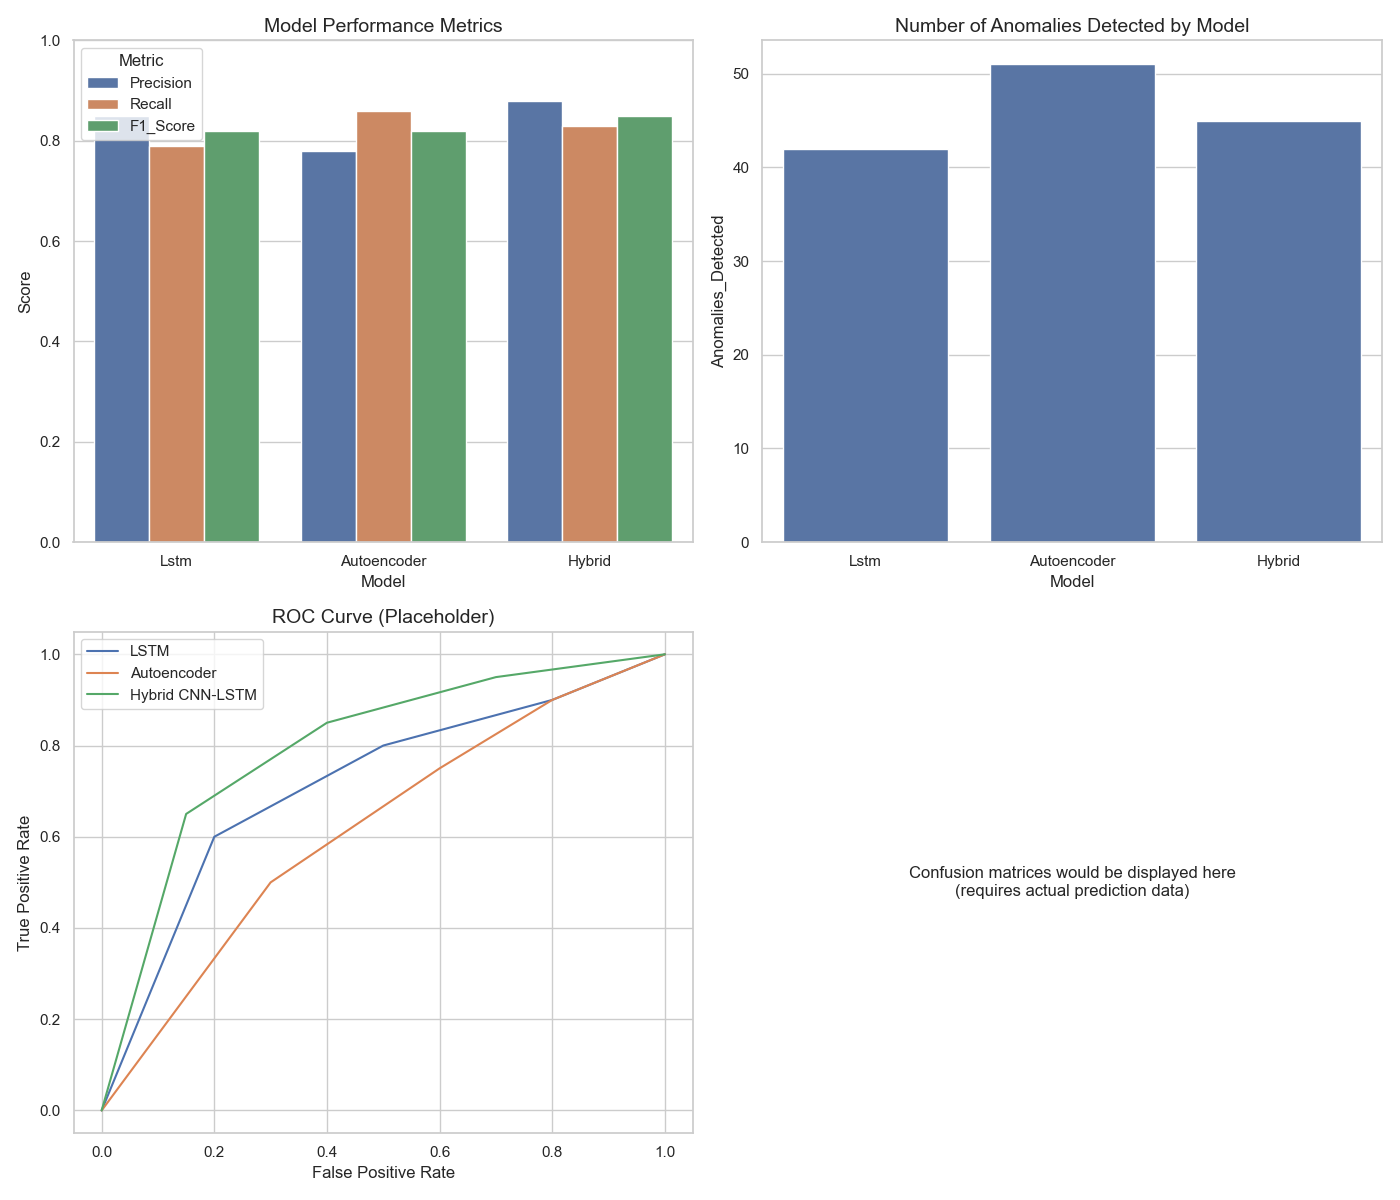 Model Performance Metrics
1.0
0.8
0.6
0.4
0.2
0.0
Score
Metric
Precision
Recall
F1_Score
Lstm
Autoencoder
Hybrid
Model
Number of Anomalies Detected by Model
50
40
30
20
10
0
Anomalies_Detected
Lstm
Autoencoder
Hybrid
Model
ROC Curve (Placeholder)
1.0
0.8
0.6
0.4
0.2
0.0
True Positive Rate
LSTM
Autoencoder
Hybrid CNN-LSTM
0.0
0.2
0.4
0.6
0.8
1.0
False Positive Rate
Confusion matrices would be displayed here
(requires actual prediction data)